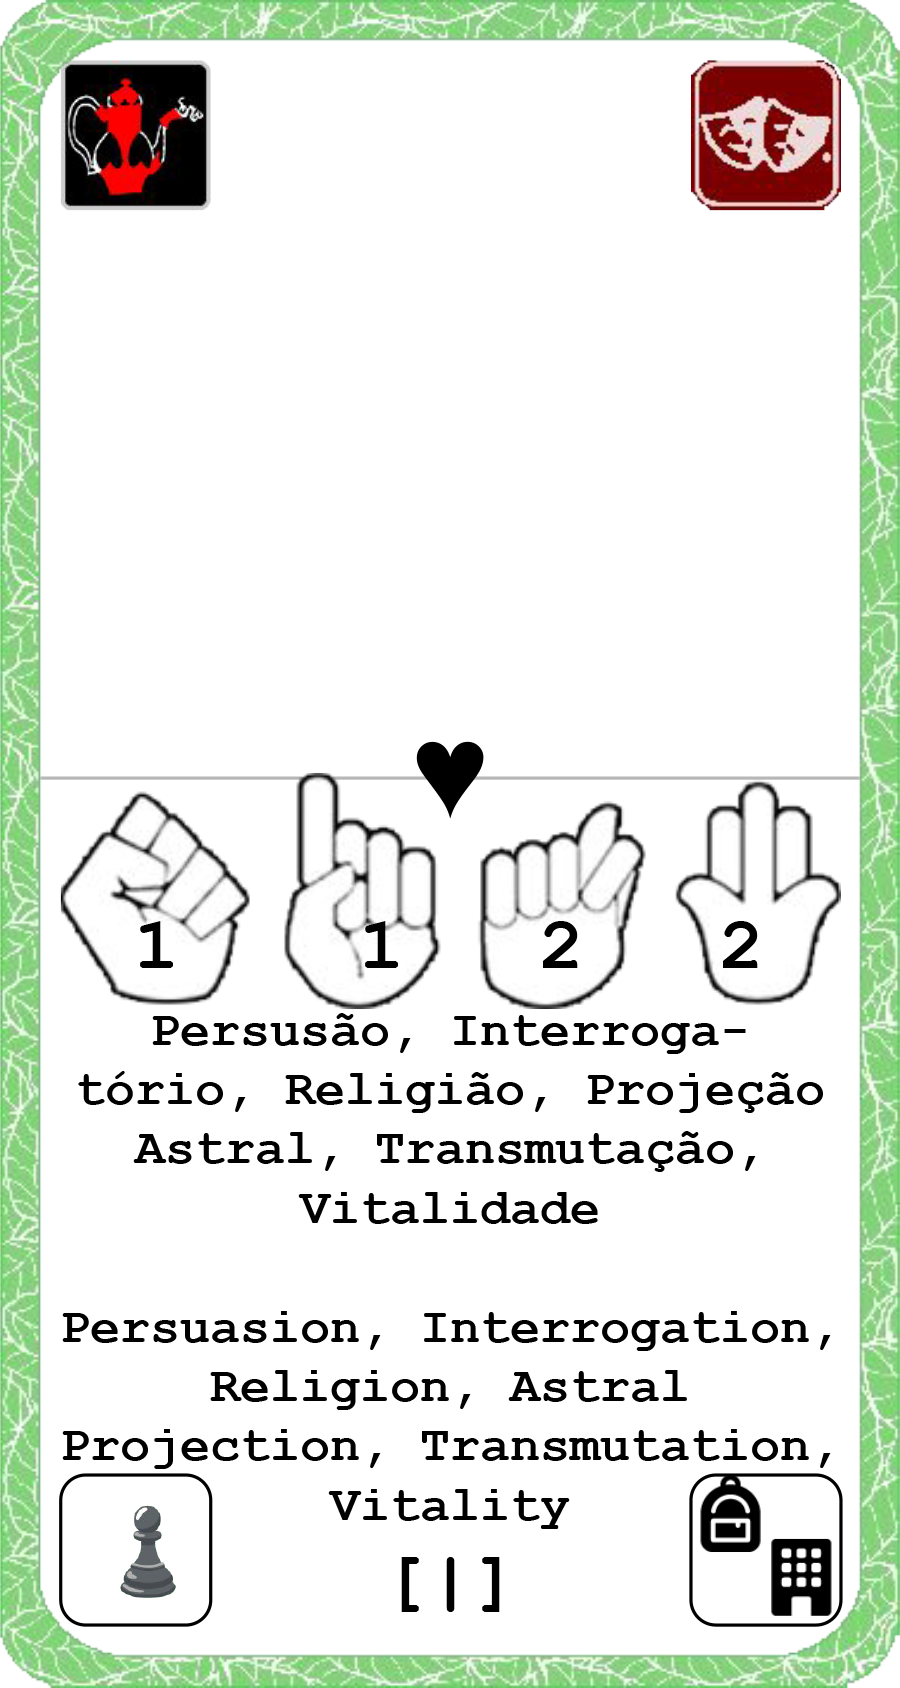 ♥
1 1 2 2
Persusão, Interroga-
tório, Religião, Projeção
Astral, Transmutação,
Vitalidade
Persuasion, Interrogation,
Religion, Astral
Projection, Transmutation,
Vitality
[|]